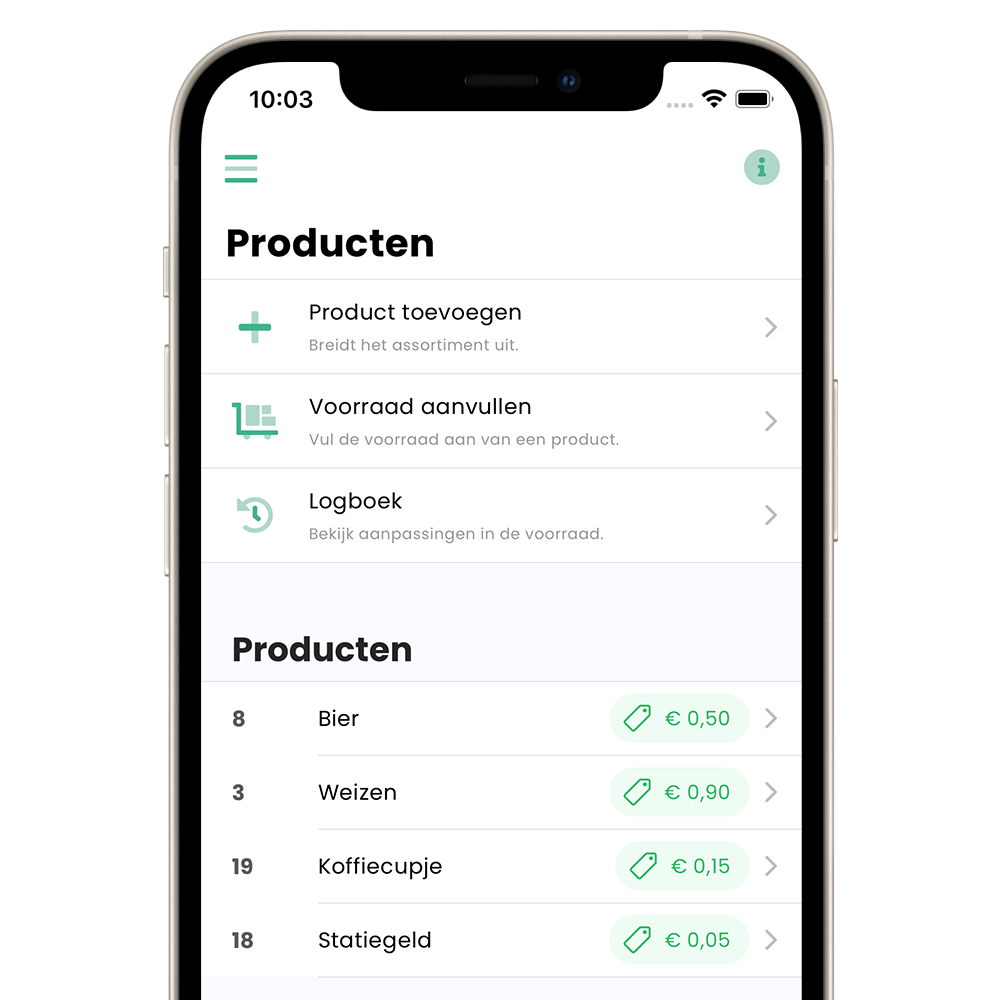 10:03
Producten
Product toevoegen
Breidt het assortiment uit.
Voorraad aanvullen
Vul de voorraad aan van een product.
Logboek
Bekijk aanpassingen in de voorraad.
Producten
8 Bier € 0,50
3 Weizen € 0,90
19 Koffiecupje € 0,15
18 Statiegeld € 0,05